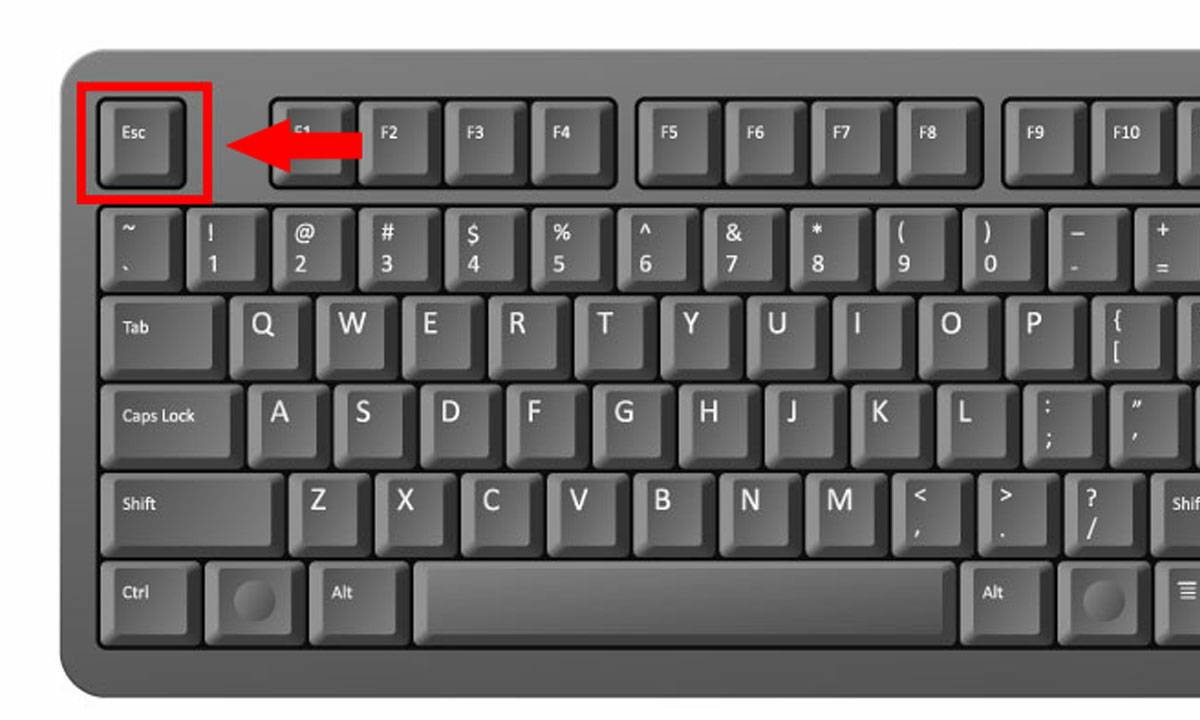 Esc F1 F2 F3 F4 F5 F6 F7 F8 F9 F10
~ ! @ # $ % ^ & * ( ) _ +
` 1 2 3 4 5 6 7 8 9 0 - =
Tab Q W E R T Y U I O P {
[
Caps Lock A S D F G H J K L : "
; '
Shift Z X C V B N M < > ?
, . /
Ctrl Alt Alt